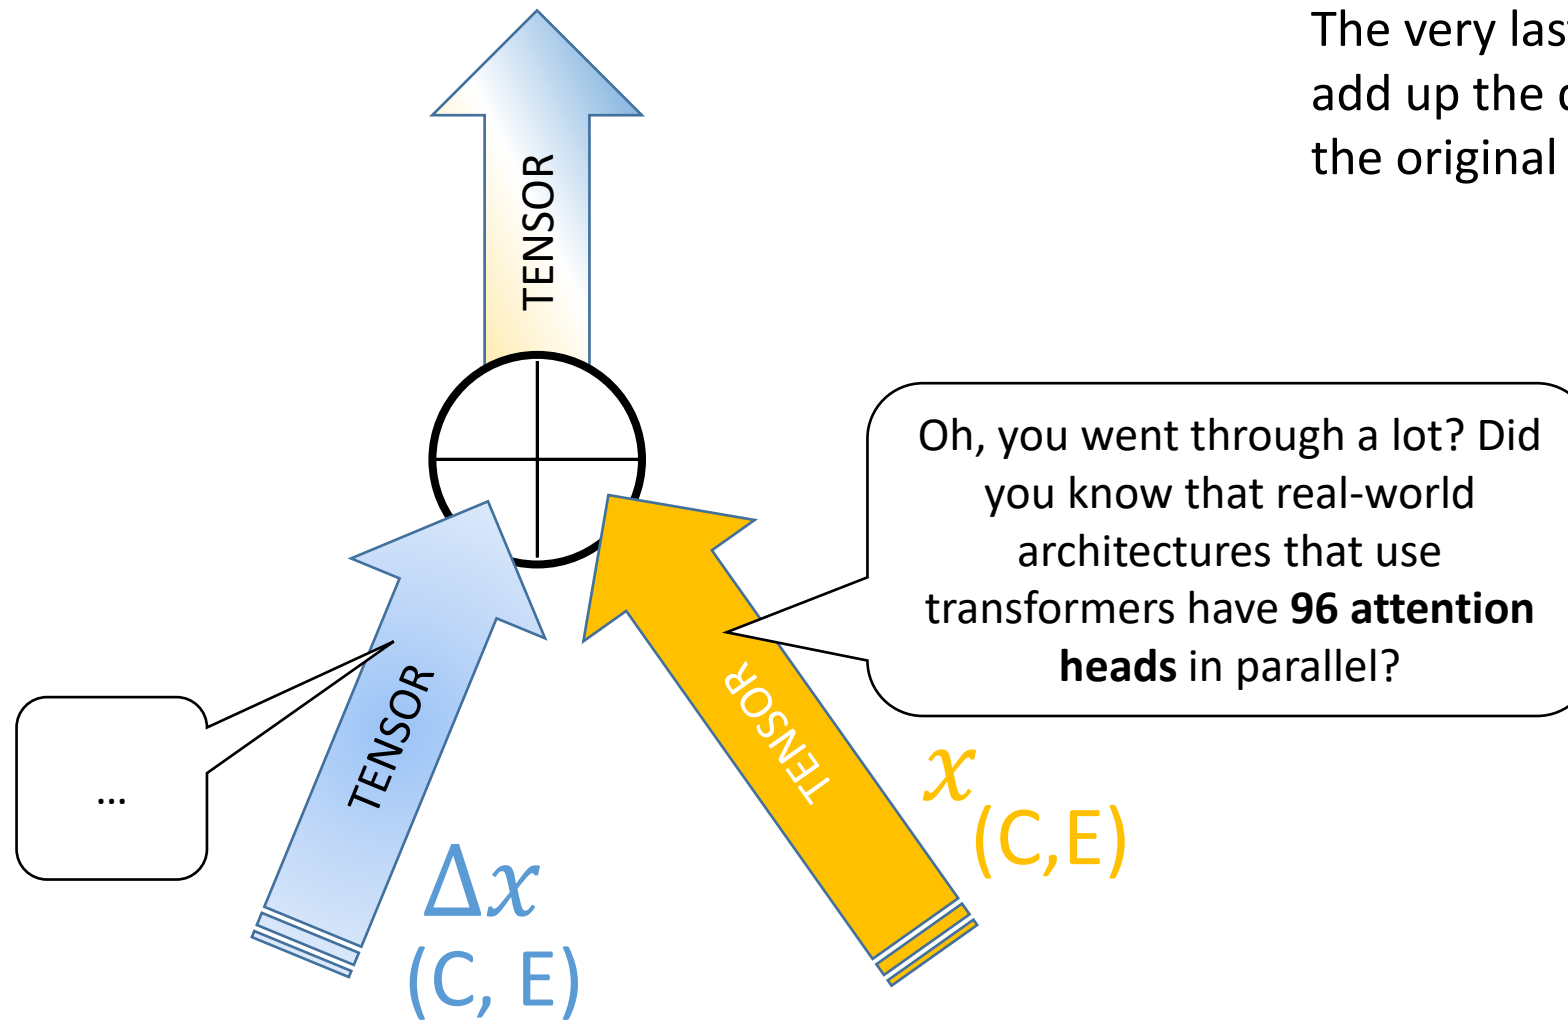 The very last
add up the
the original
TENSOR
Oh, you went through a lot? Did
you know that real-world
architectures that use
transformers have 96 attention
heads in parallel?
TENSOR
TENSOR
...
x
(C,E)
Δx
(C, E)